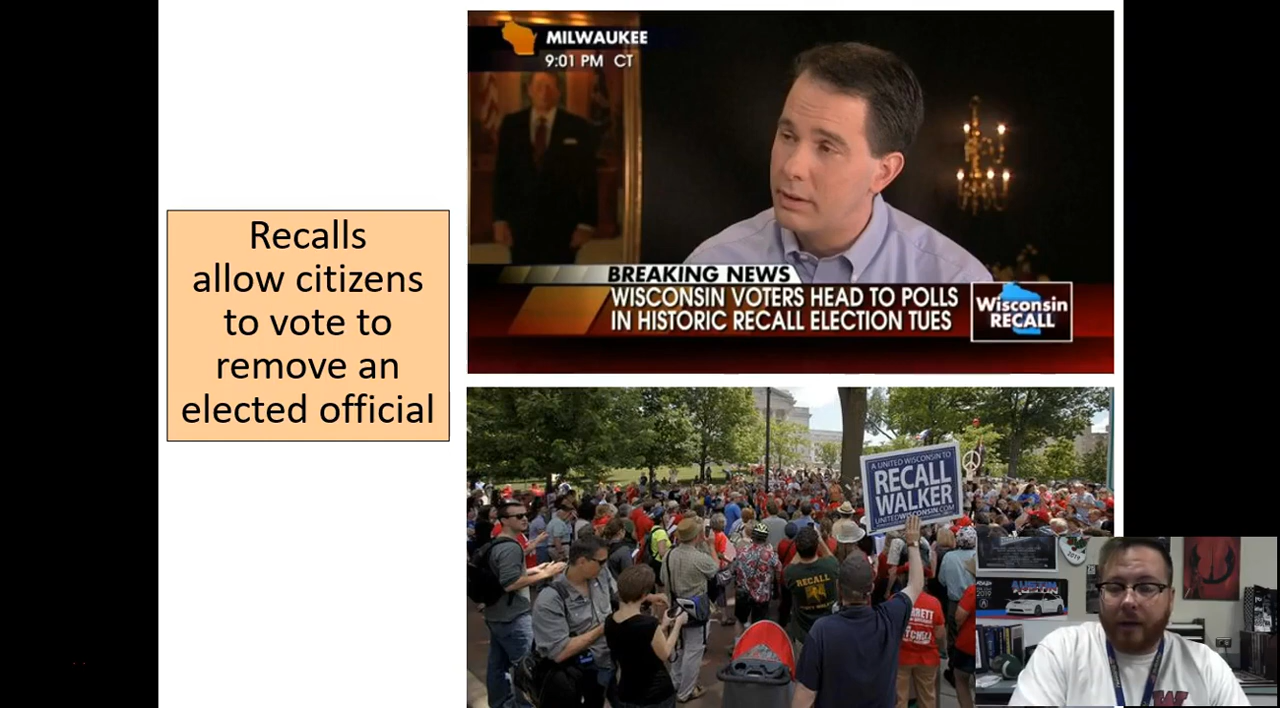 Recalls
allow citizens
to vote to
remove an
elected official
MILWAUKEE
9:01 PM CT
BREAKING NEWS
WISCONSIN VOTERS HEAD TO POLLS
IN HISTORIC RECALL ELECTION TUES
Wisconsin
RECALL
A UNITED WISCONSIN TO
RECALL
WALKER
UNITEDWISCONSIN.COM
RECALL
2019
W